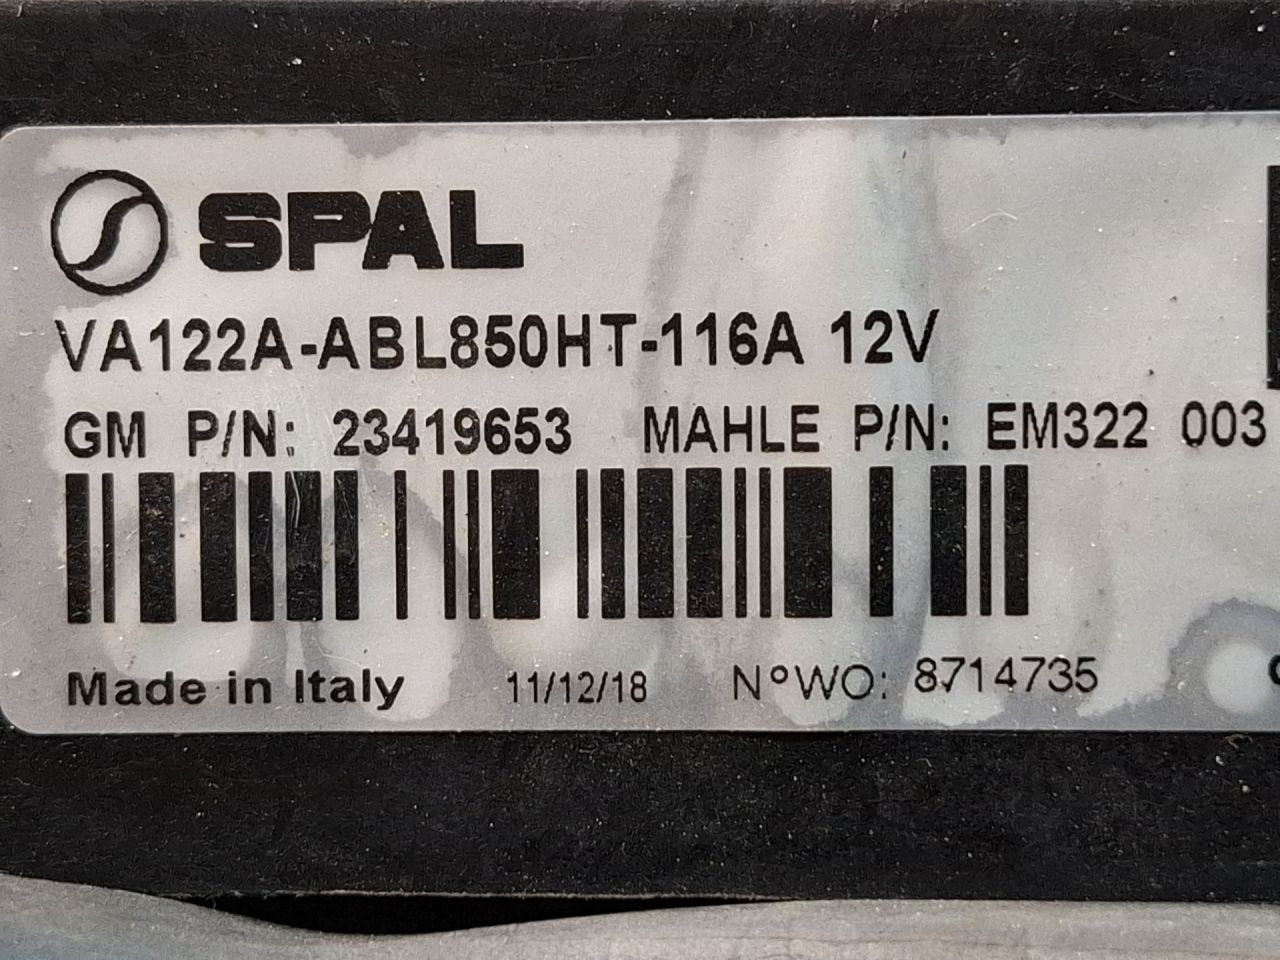 SPAL
VA122A-ABL850HT-116A 12V
GM P/N: 23419653 MAHLE P/N: EM322 003
Made in Italy 11/12/18 N°WO: 8714735